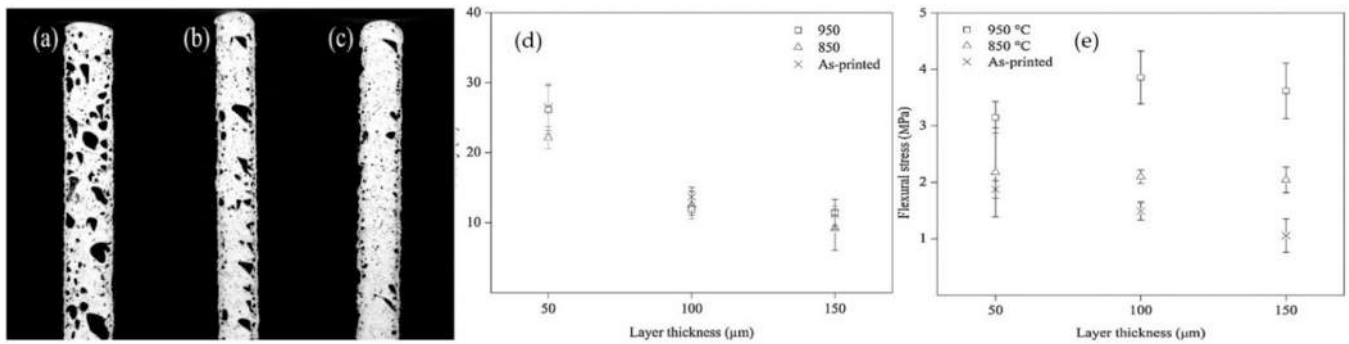 (a)
(b)
(c)
40
30
20
10
(d)
950
850
As-printed
50
100
150
Layer thickness (μm)
5
4
3
2
1
Flexural stress (MPa)
950 °C
850 °C
As-printed
(e)
50
100
150
Layer thickness (μm)